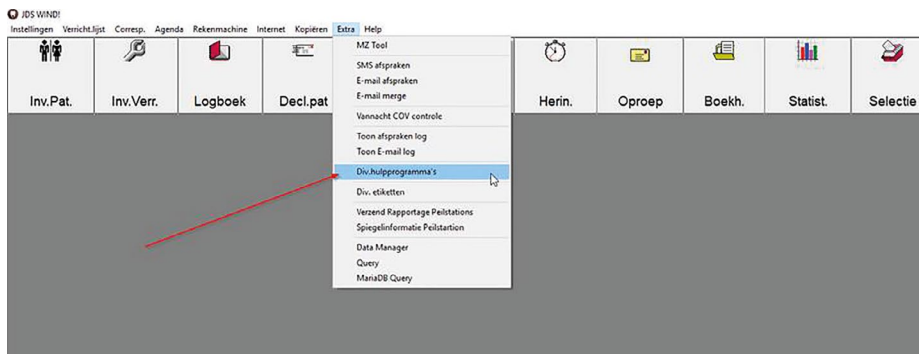 JDS WIND!
Instellingen Verricht.lijst Corresp. Agenda Rekenmachine Internet Kopiëren Extra Help
Inv.Pat. Inv.Verr. Logboek Decl.pat Herin. Oproep Boekh. Statist. Selectie
MZ Tool
SMS afspraken
E-mail afspraken
E-mail merge
Vannacht COV controle
Toon afspraken log
Toon E-mail log
Div.hulpprogramma's
Div. etiketten
Verzend Rapportage Peilstations
Spiegelinformatie Peilstartion
Data Manager
Query
MariaDB Query